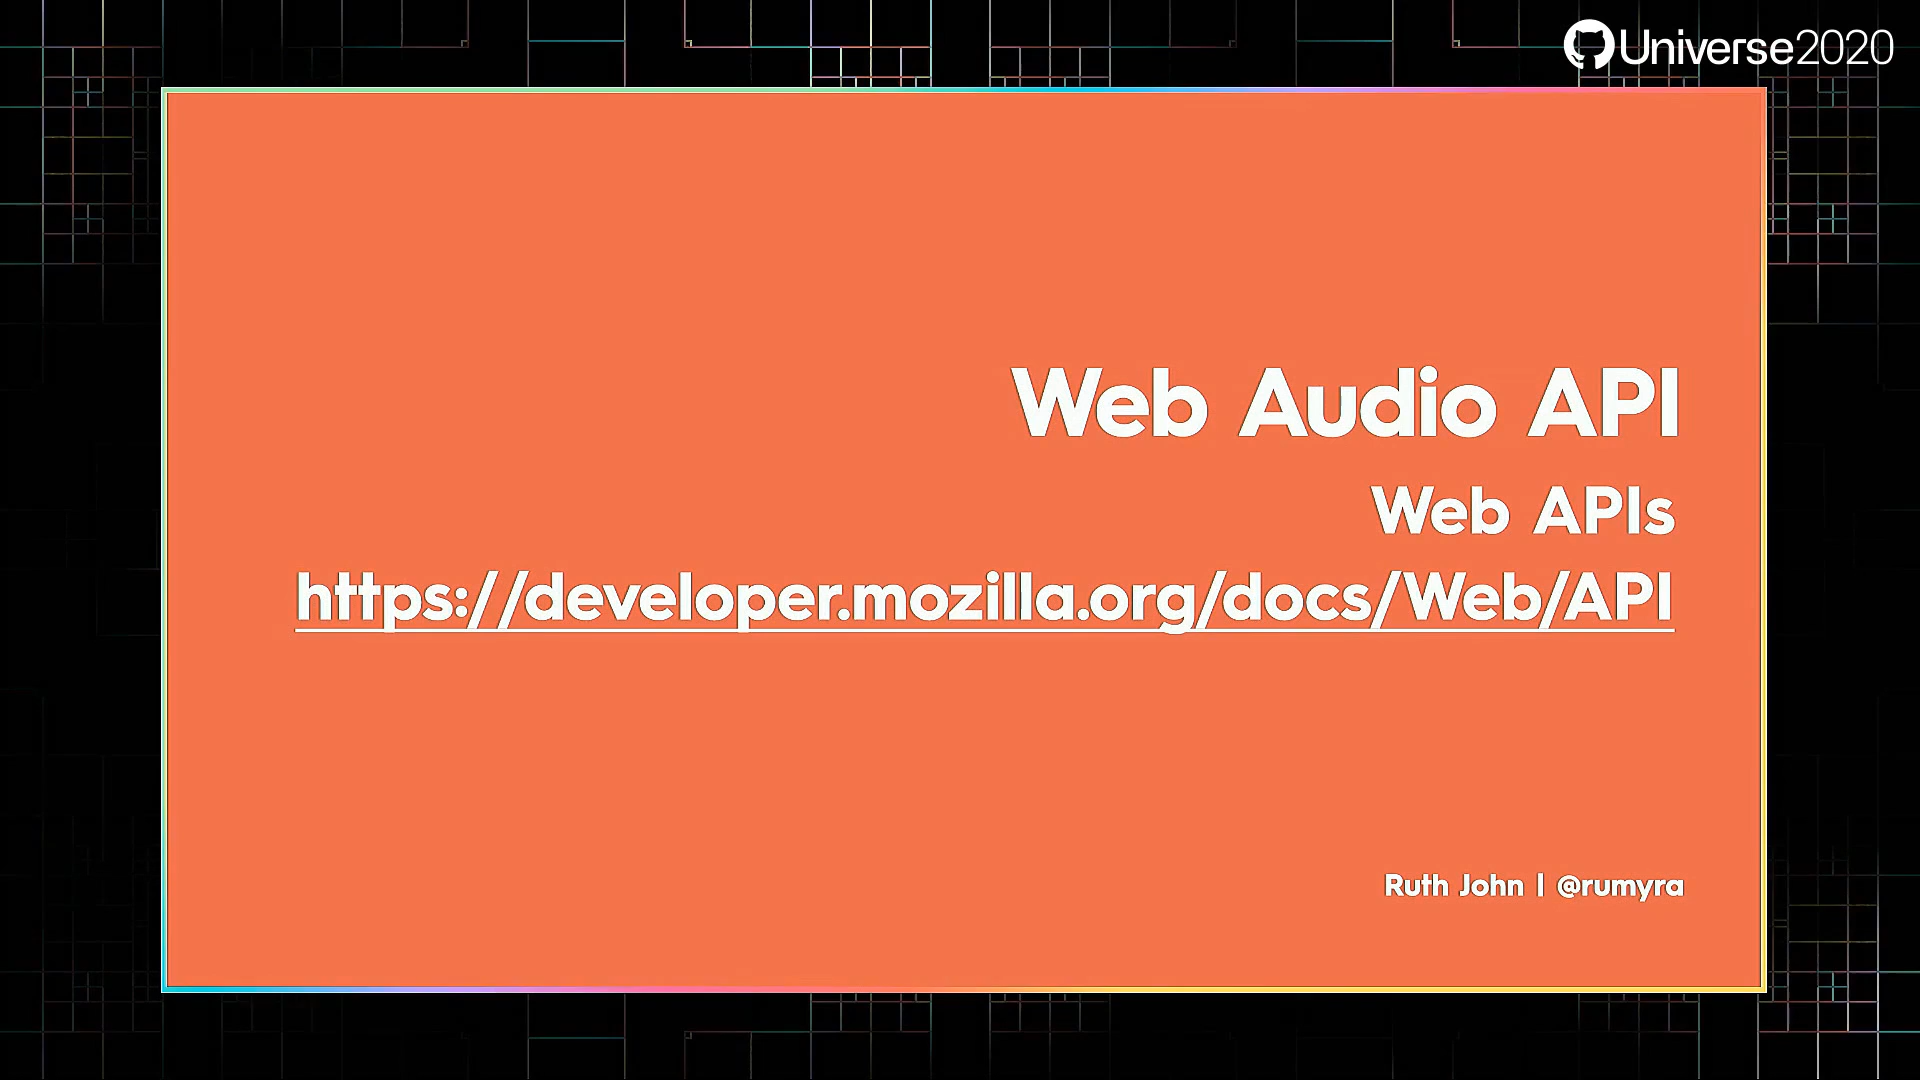 Universe2020
Web Audio API
Web APIs
https://developer.mozilla.org/docs/Web/API
Ruth John | @rumyra